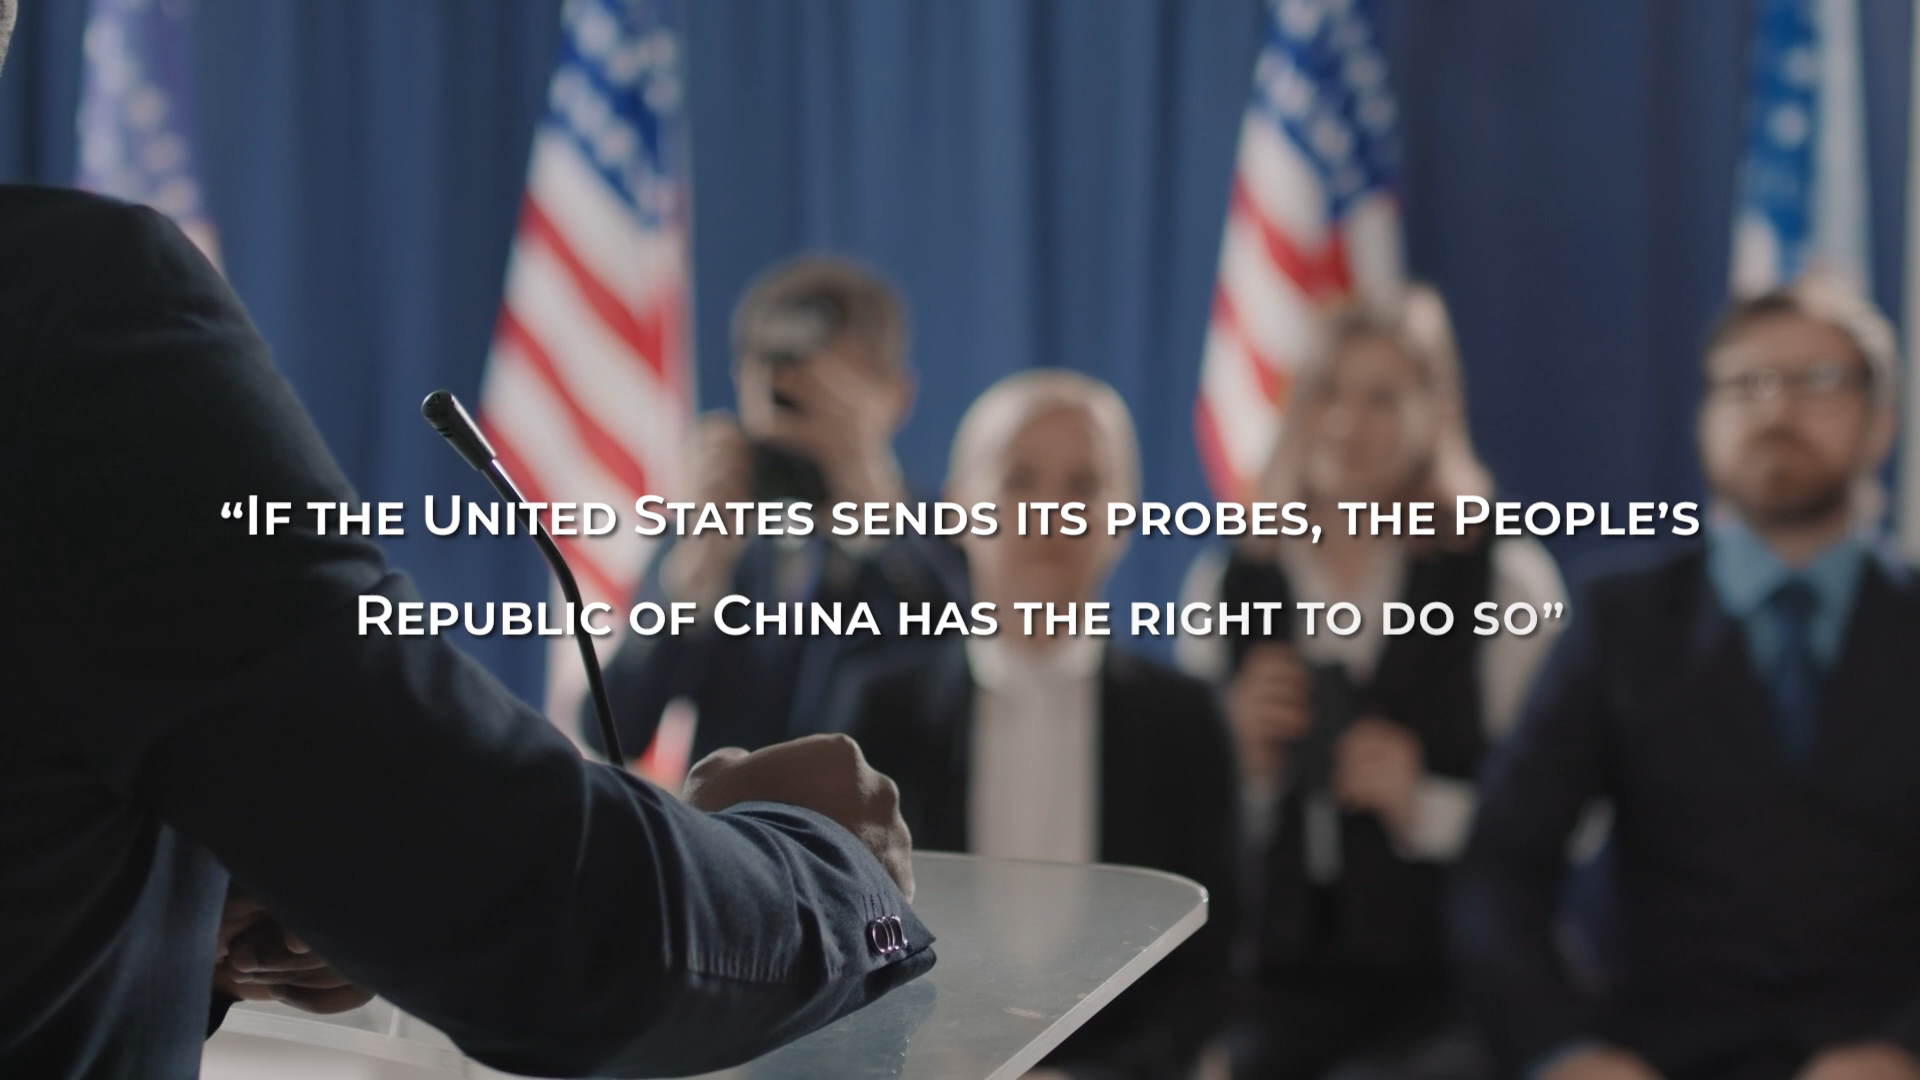 “If the United States sends its probes, the People’s
Republic of China has the right to do so”